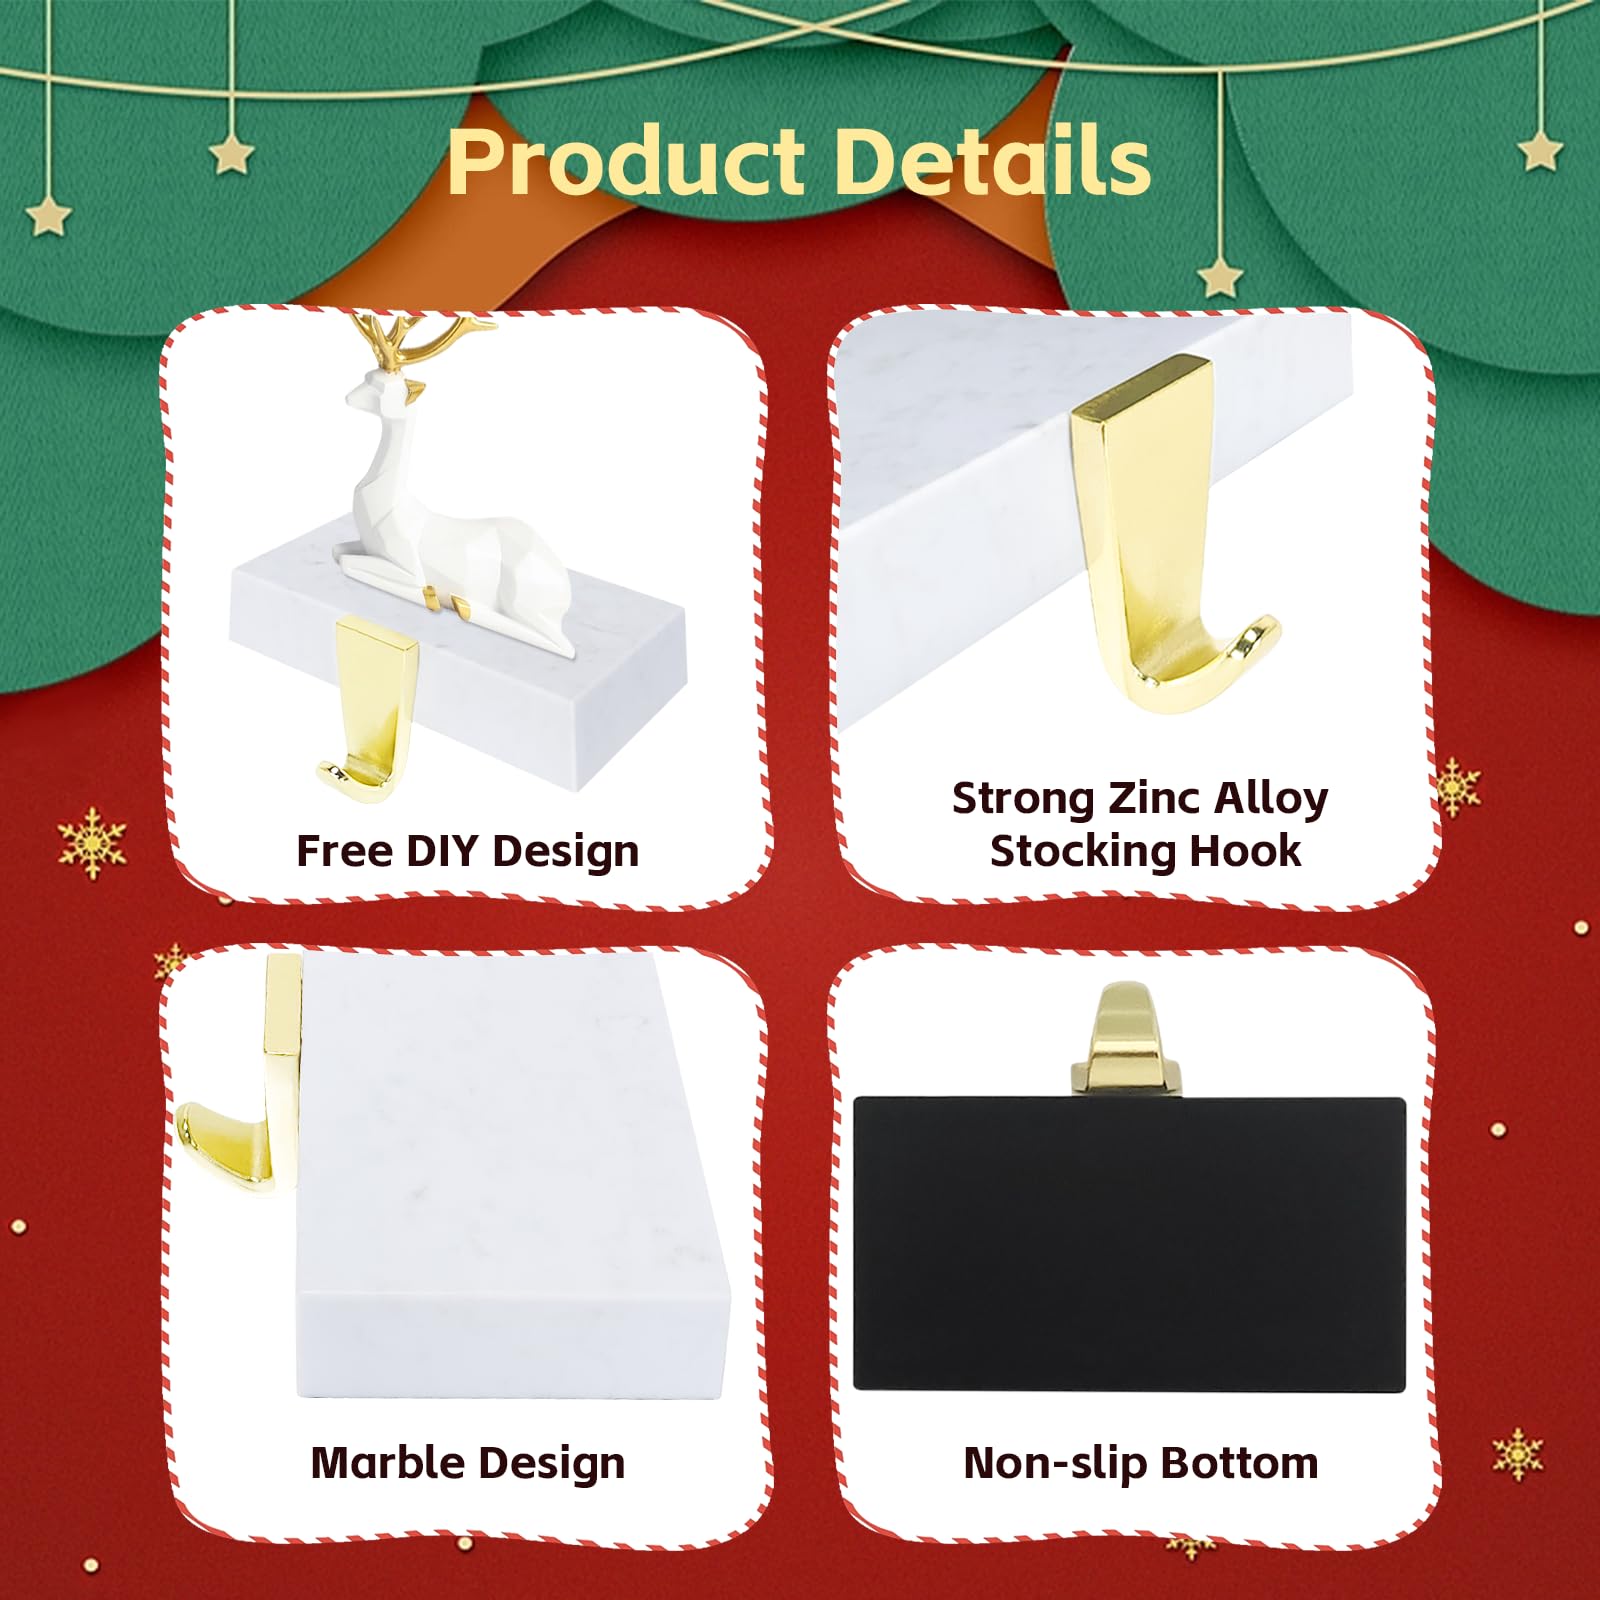 Product Details
Free DIY Design
Strong Zinc Alloy
Stocking Hook
Marble Design
Non-slip Bottom